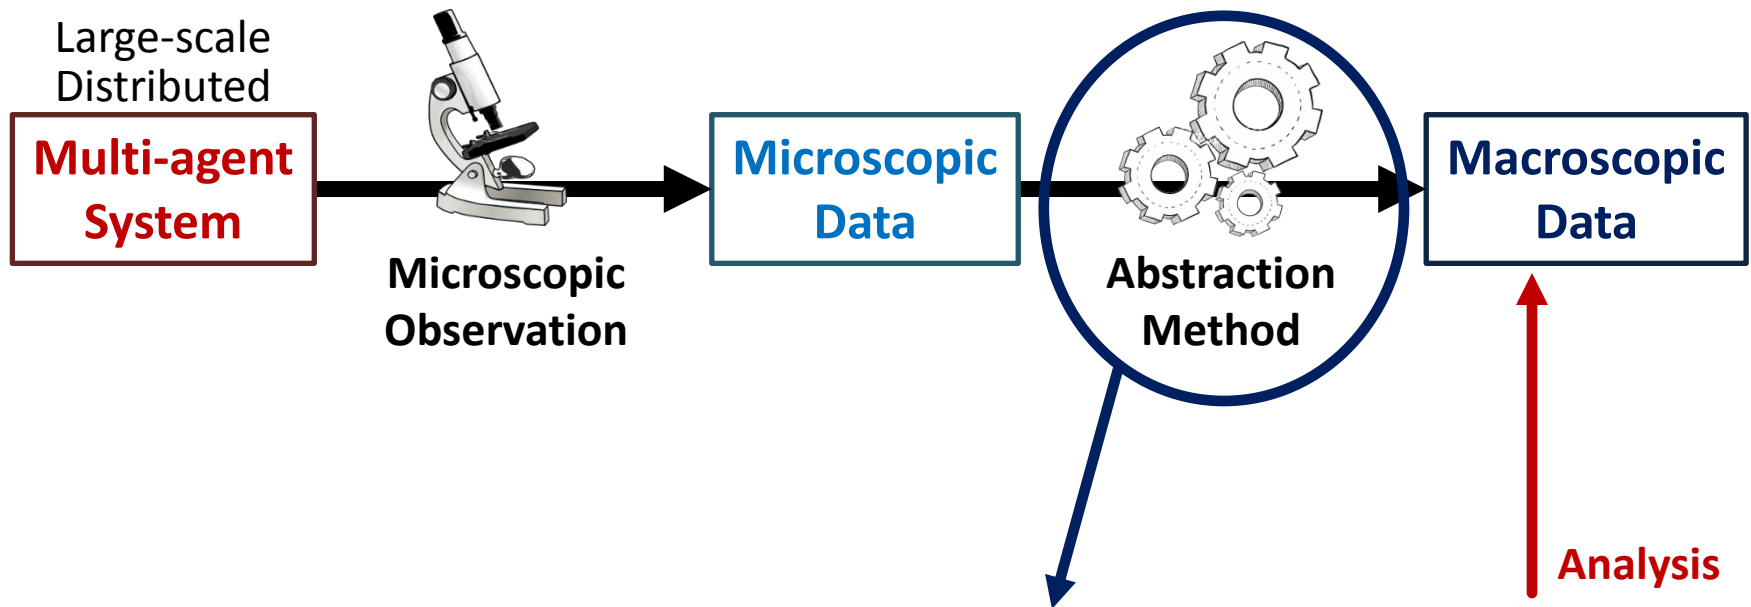 Large-scale
Distributed
Multi-agent
System
Microscopic
Observation
Microscopic
Data
Abstraction
Method
Macroscopic
Data
Analysis